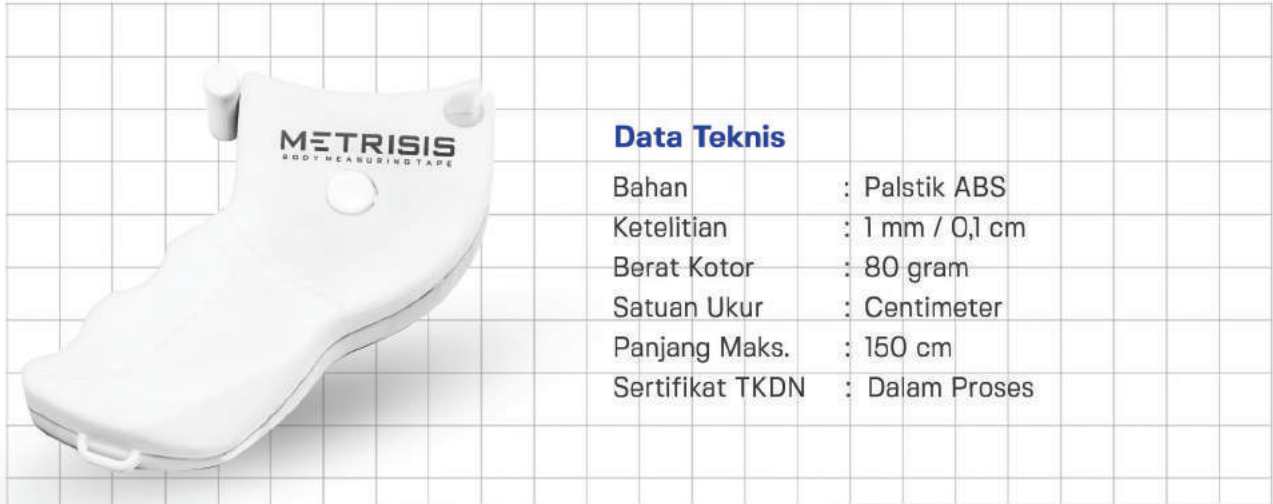 METRISIS
BODY MEASURING TAPE
Data Teknis
Bahan : Palstik ABS
Ketelitian : 1 mm / 0,1 cm
Berat Kotor : 80 gram
Satuan Ukur : Centimeter
Panjang Maks. : 150 cm
Sertifikat TKDN : Dalam Proses